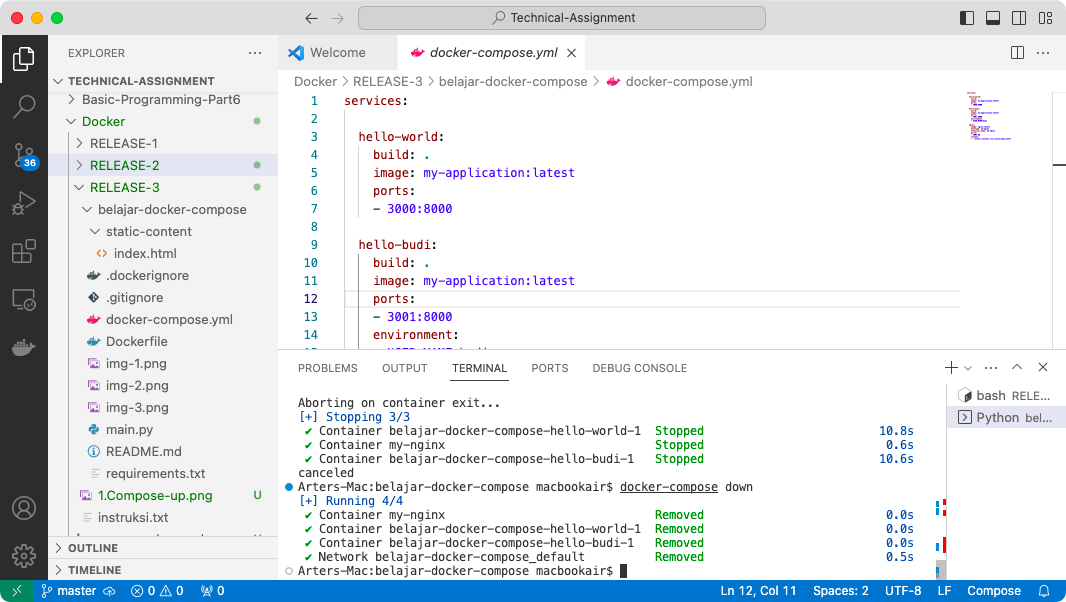 Technical-Assignment
EXPLORER
Welcome
docker-compose.yml
TECHNICAL-ASSIGNMENT
Docker > RELEASE-3 > belajar-docker-compose > docker-compose.yml
Basic-Programming-Part6
Docker
RELEASE-1
RELEASE-2
RELEASE-3
belajar-docker-compose
static-content
index.html
.dockerignore
.gitignore
docker-compose.yml
Dockerfile
img-1.png
img-2.png
img-3.png
main.py
README.md
requirements.txt
1.Compose-up.png U
instruksi.txt
OUTLINE
TIMELINE
36
1 services:
2
3 hello-world:
4 build: .
5 image: my-application:latest
6 ports:
7 - 3000:8000
8
9 hello-budi:
10 build: .
11 image: my-application:latest
12 ports:
13 - 3001:8000
14 environment:
PROBLEMS OUTPUT TERMINAL PORTS DEBUG CONSOLE
Aborting on container exit...
[+] Stopping 3/3
✔ Container belajar-docker-compose-hello-world-1 Stopped 10.8s
✔ Container my-nginx Stopped 0.6s
✔ Container belajar-docker-compose-hello-budi-1 Stopped 10.6s
canceled
Arters-Mac:belajar-docker-compose macbookair$ docker-compose down
[+] Running 4/4
✔ Container my-nginx Removed 0.0s
✔ Container belajar-docker-compose-hello-world-1 Removed 0.0s
✔ Container belajar-docker-compose-hello-budi-1 Removed 0.0s
✔ Network belajar-docker-compose_default Removed 0.5s
Arters-Mac:belajar-docker-compose macbookair$
bash RELE...
Python bel...
master 0 0 0 Ln 12, Col 11 Spaces: 2 UTF-8 LF Compose